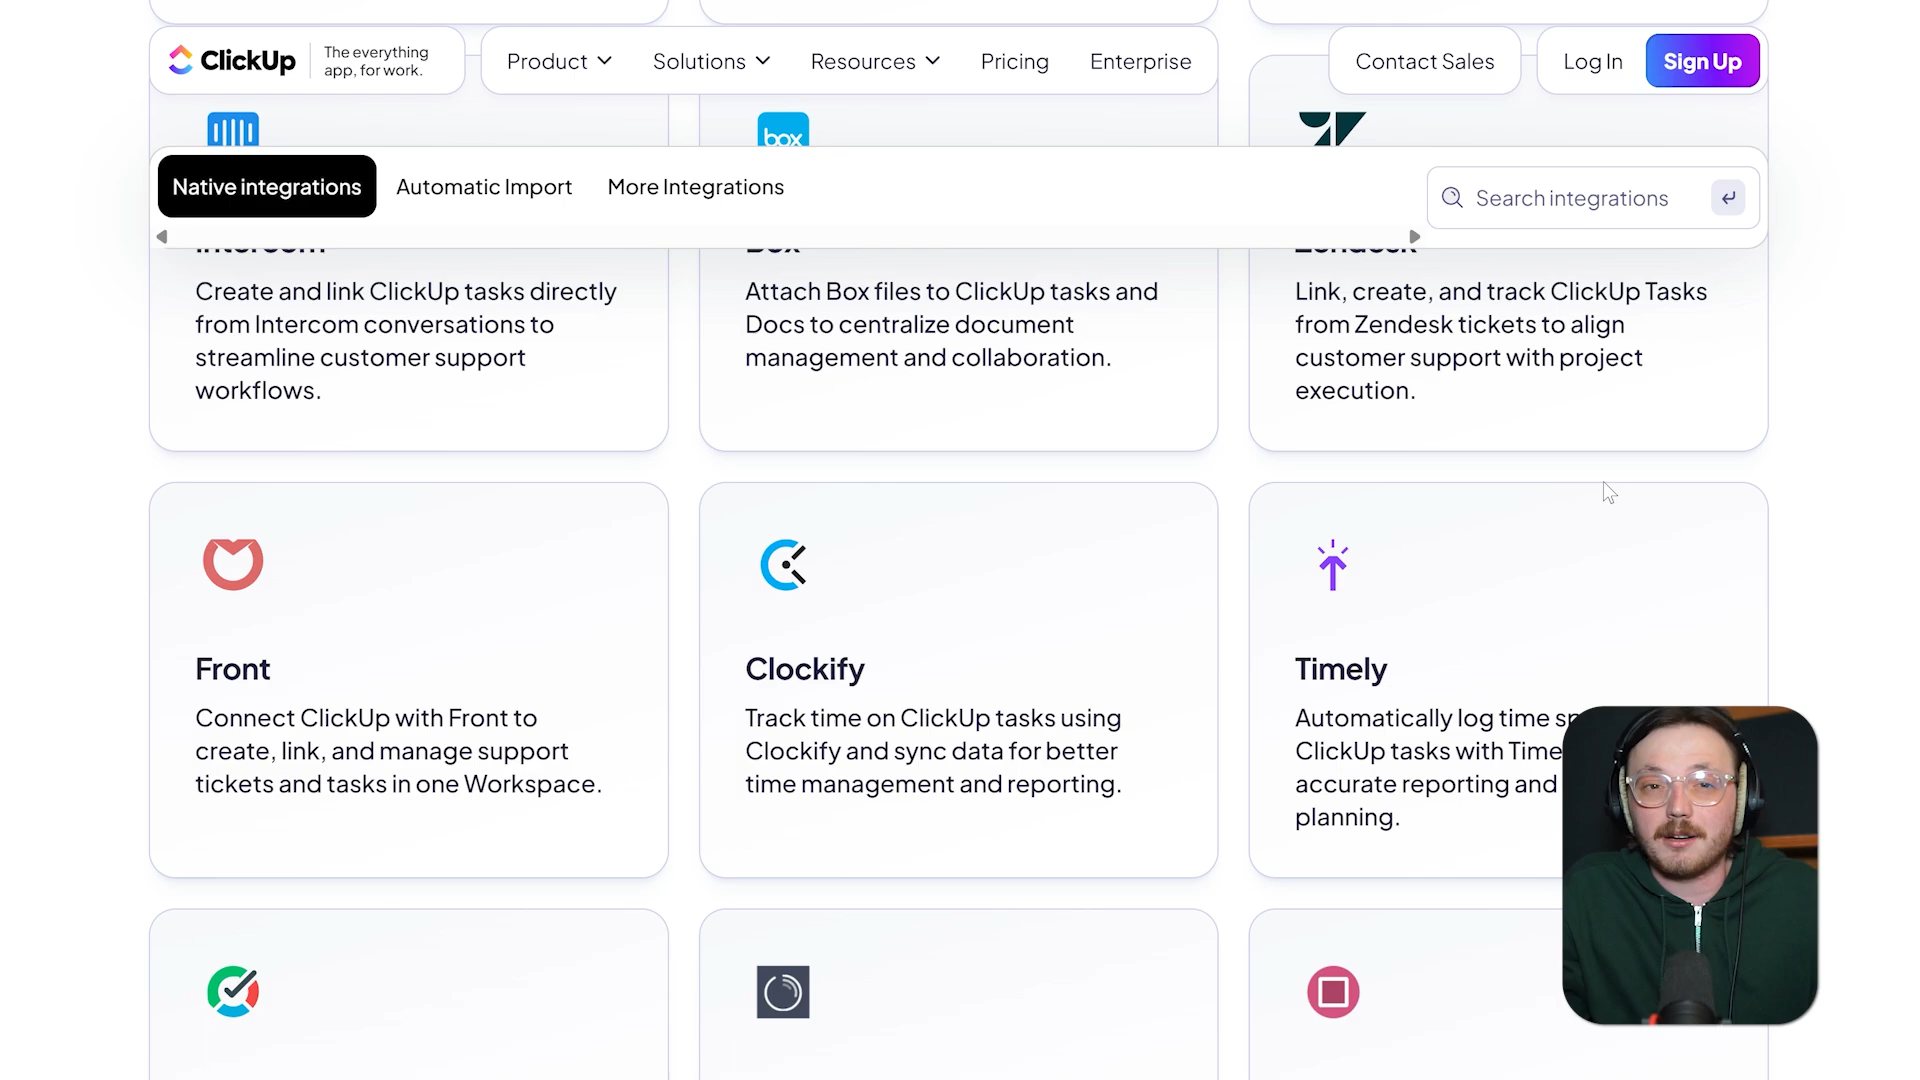 ClickUp
The everything
app, for work.
Product
Solutions
Resources
Pricing
Enterprise
Contact Sales
Log In
Sign Up
box
Native integrations
Automatic Import
More Integrations
Search integrations
Intercom
Box
Zendesk
Create and link ClickUp tasks directly
from Intercom conversations to
streamline customer support
workflows.
Attach Box files to ClickUp tasks and
Docs to centralize document
management and collaboration.
Link, create, and track ClickUp Tasks
from Zendesk tickets to align
customer support with project
execution.
Front
Connect ClickUp with Front to
create, link, and manage support
tickets and tasks in one Workspace.
Clockify
Track time on ClickUp tasks using
Clockify and sync data for better
time management and reporting.
Timely
Automatically log time
ClickUp tasks with
accurate reporting and
planning.